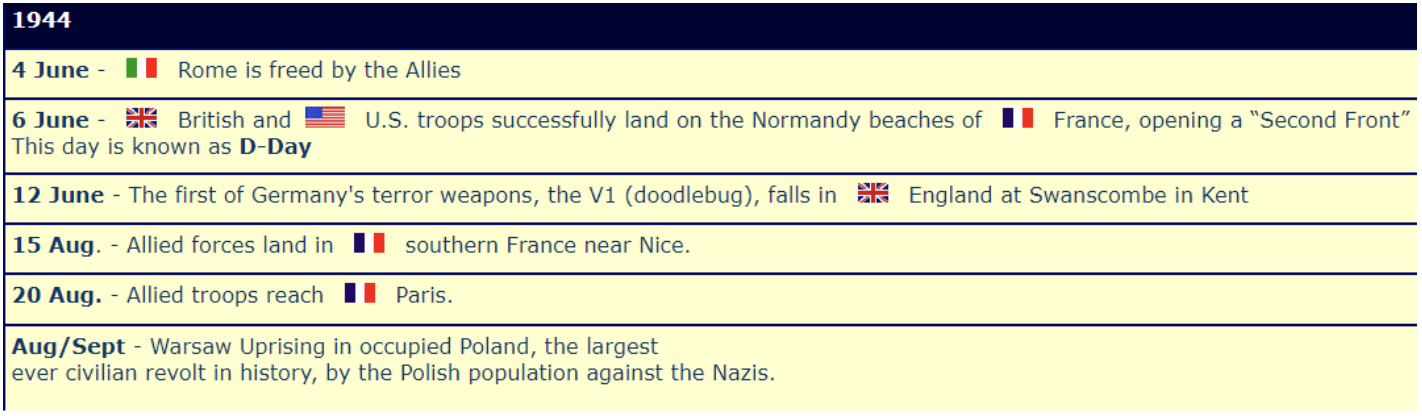 1944
4 June - Rome is freed by the Allies
6 June - British and U.S. troops successfully land on the Normandy beaches of France, opening a “Second Front”
This day is known as D-Day
12 June - The first of Germany's terror weapons, the V1 (doodlebug), falls in England at Swanscombe in Kent
15 Aug. - Allied forces land in southern France near Nice.
20 Aug. - Allied troops reach Paris.
Aug/Sept - Warsaw Uprising in occupied Poland, the largest
ever civilian revolt in history, by the Polish population against the Nazis.